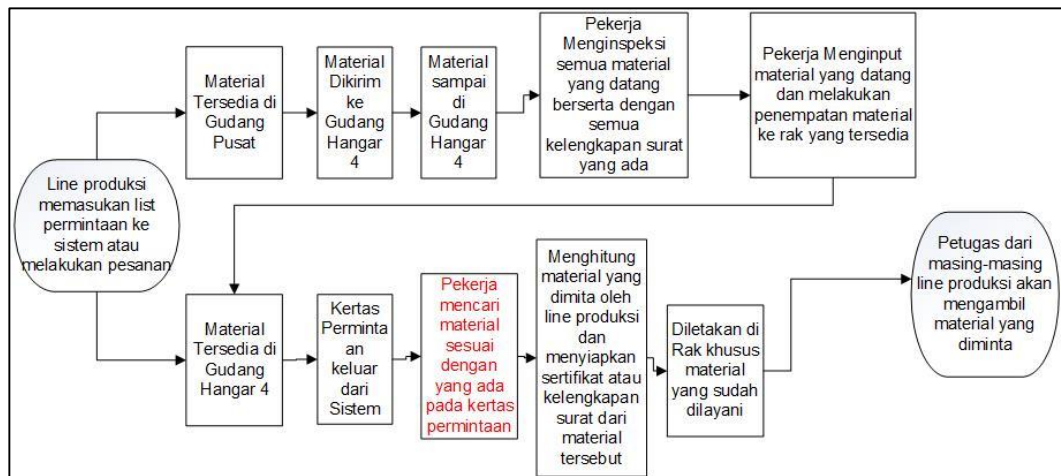 Line produksi
memasukan list
permintaan ke
sistem atau
melakukan pesanan
Material
Tersedia di
Gudang
Pusat
Material
Dikirim
ke
Gudang
Hangar
4
Material
sampai
di
Gudang
Hangar
4
Pekerja
Menginspeksi
semua material
yang datang
berserta dengan
semua
kelengkapan surat
yang ada
Pekerja Menginput
material yang datang
dan melakukan
penempatan material
ke rak yang tersedia
Material
Tersedia di
Gudang
Hangar 4
Kertas
Perminta
an
keluar
dari
Sistem
Pekerja
mencari
material
sesuai
dengan
yang ada
pada kertas
permintaan
Menghitung
material yang
dimita oleh
line produksi
dan
menyiapkan
sertifikat atau
kelengkapan
surat dari
material
tersebut
Diletakan di
Rak khusus
material
yang sudah
dilayani
Petugas dari
masing-masing
line produksi akan
mengambil
material yang
diminta